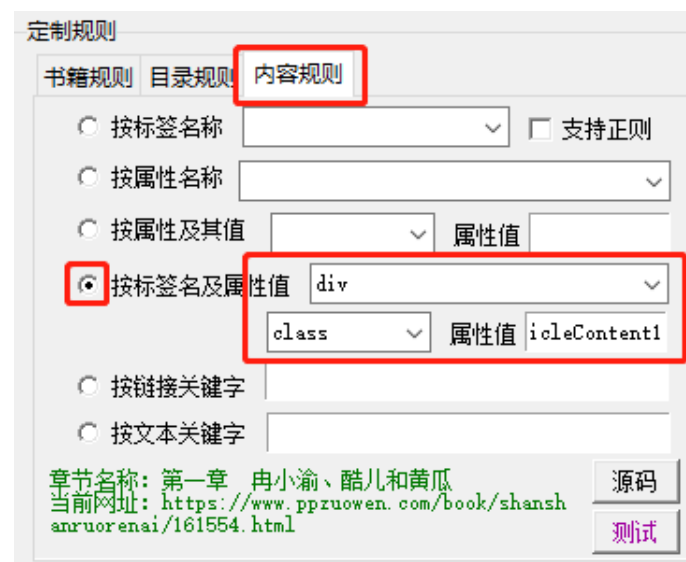 定制规则
书籍规则 目录规则 内容规则
按标签名称 支持正则
按属性名称
按属性及其值 属性值
按标签名及属性值 div
class 属性值 icleContent1
按链接关键字
按文本关键字
章节名称：第一章 冉小渝、酷儿和黄瓜
当前网址：https://www.ppzuowen.com/book/shansh
anruorenai/161554.html
源码
测试